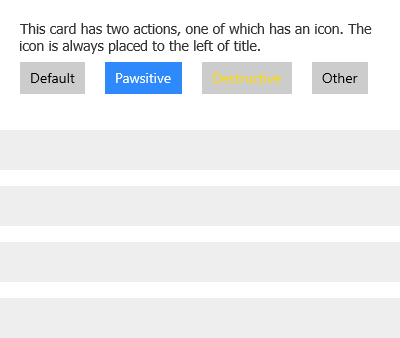 This card has two actions, one of which has an icon. The
icon is always placed to the left of title.
Default Pawsitive Destructive Other